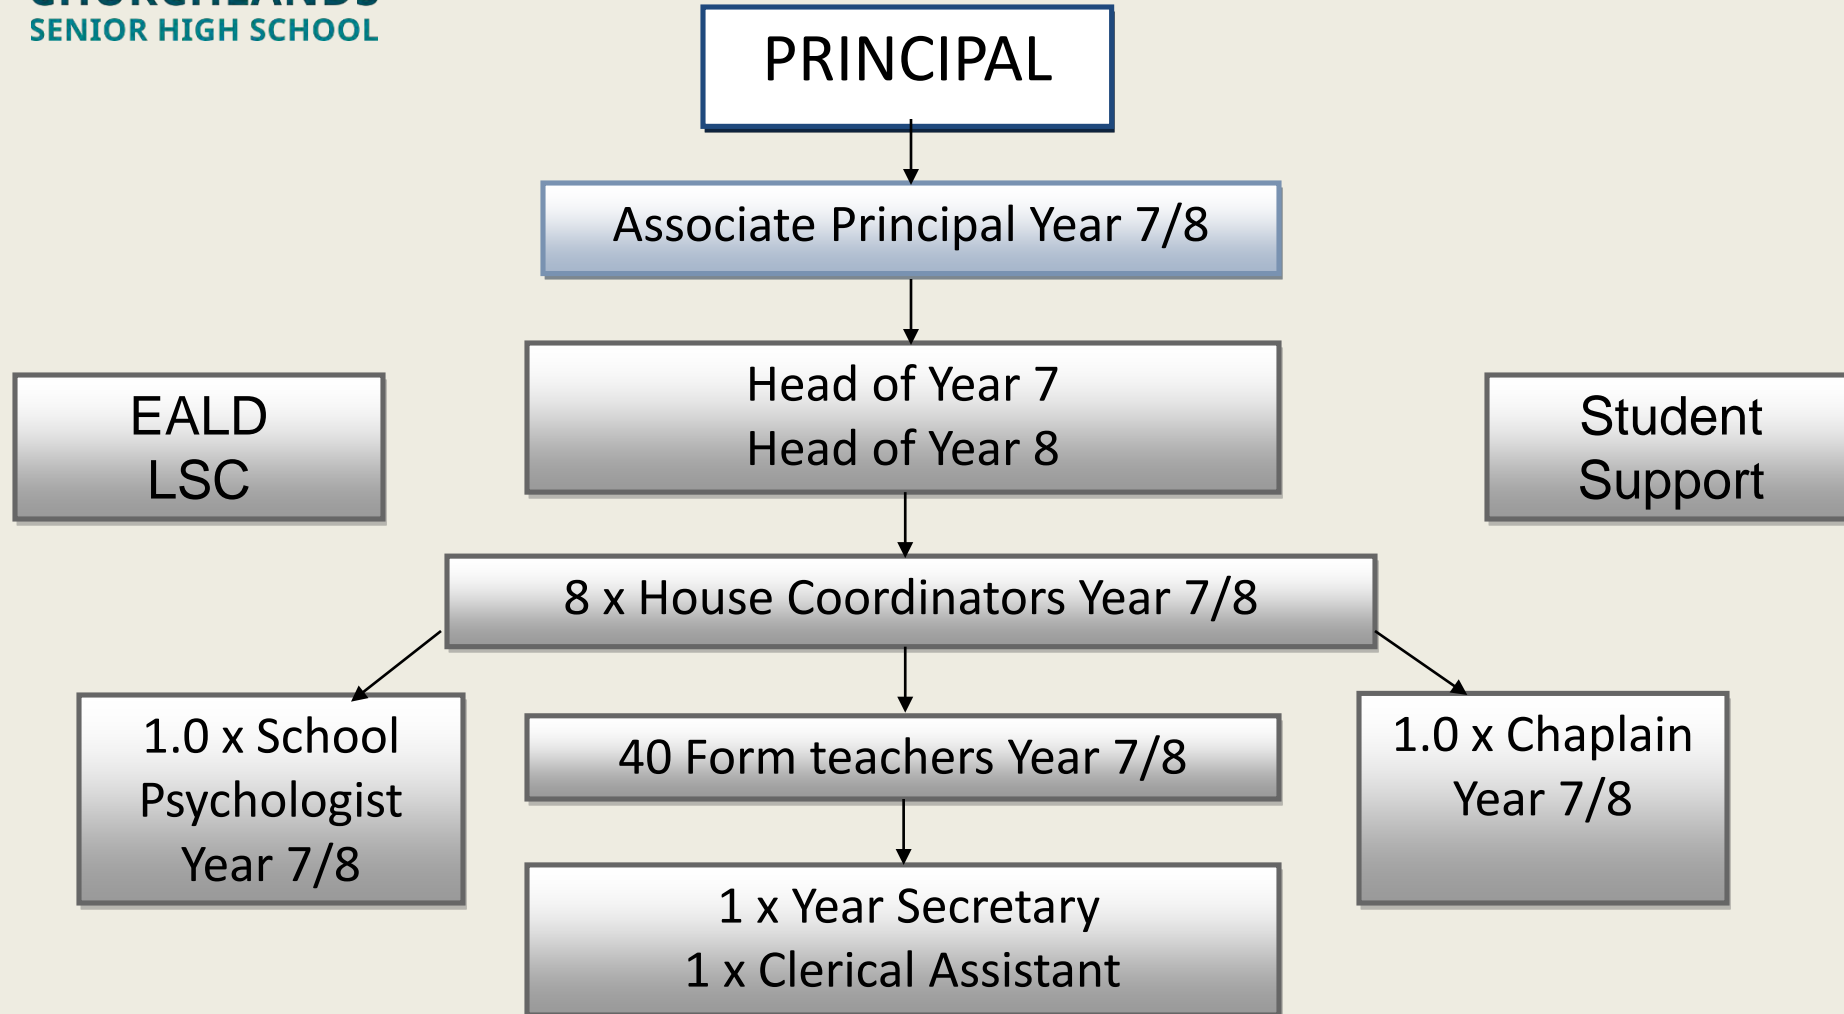 CHURCHLANDS
SENIOR HIGH SCHOOL
PRINCIPAL
Associate Principal Year 7/8
Head of Year 7
Head of Year 8
EALD
LSC
Student
Support
8 x House Coordinators Year 7/8
1.0 x School
Psychologist
Year 7/8
40 Form teachers Year 7/8
1.0 x Chaplain
Year 7/8
1 x Year Secretary
1 x Clerical Assistant